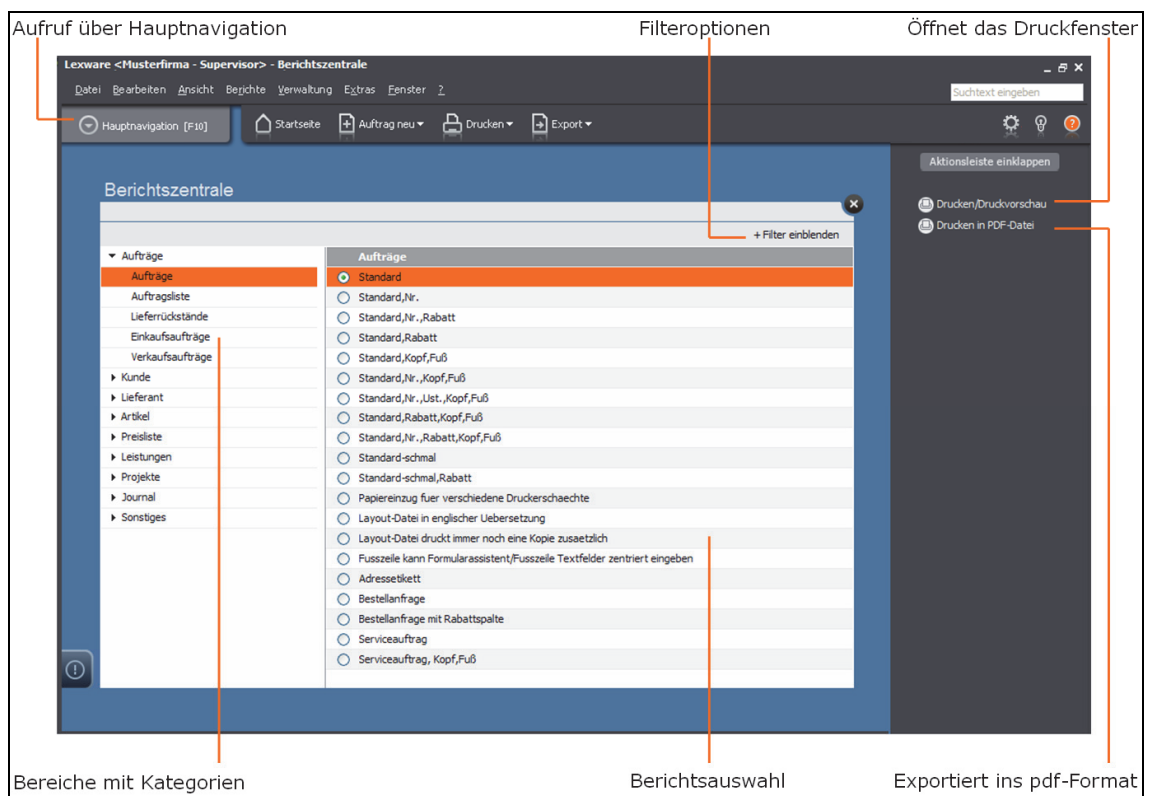 Aufruf über Hauptnavigation
Filteroptionen
Öffnet das Druckfenster
Lexware <Musterfirma - Supervisor> - Berichtszentrale
Datei Bearbeiten Ansicht Berichte Verwaltung Extras Fenster ?
Suchtext eingeben
Hauptnavigation [F10]
Startseite
Auftrag neu
Drucken
Export
Aktionsleiste einklappen
Berichtszentrale
Drucken/Druckvorschau
Drucken in PDF-Datei
+ Filter einblenden
Aufträge
Aufträge
Auftragsliste
Lieferrückstände
Einkaufsaufträge
Verkaufsaufträge
Kunde
Lieferant
Artikel
Preisliste
Leistungen
Projekte
Journal
Sonstiges
Aufträge
Standard
Standard,Nr.
Standard,Nr.,Rabatt
Standard,Rabatt
Standard,Kopf,Fuß
Standard,Nr.,Kopf,Fuß
Standard,Nr.,Ust.,Kopf,Fuß
Standard,Rabatt,Kopf,Fuß
Standard,Nr.,Rabatt,Kopf,Fuß
Standard-schmal
Standard-schmal,Rabatt
Papiereinzug fuer verschiedene Druckerschaechte
Layout-Datei in englischer Uebersetzung
Layout-Datei druckt immer noch eine Kopie zusaetzlich
Fusszeile kann Formularassistent/Fusszeile Textfelder zentriert eingeben
Adressetikett
Bestellanfrage
Bestellanfrage mit Rabattspalte
Serviceauftrag
Serviceauftrag, Kopf,Fuß
Bereiche mit Kategorien
Berichtsauswahl
Exportiert ins pdf-Format